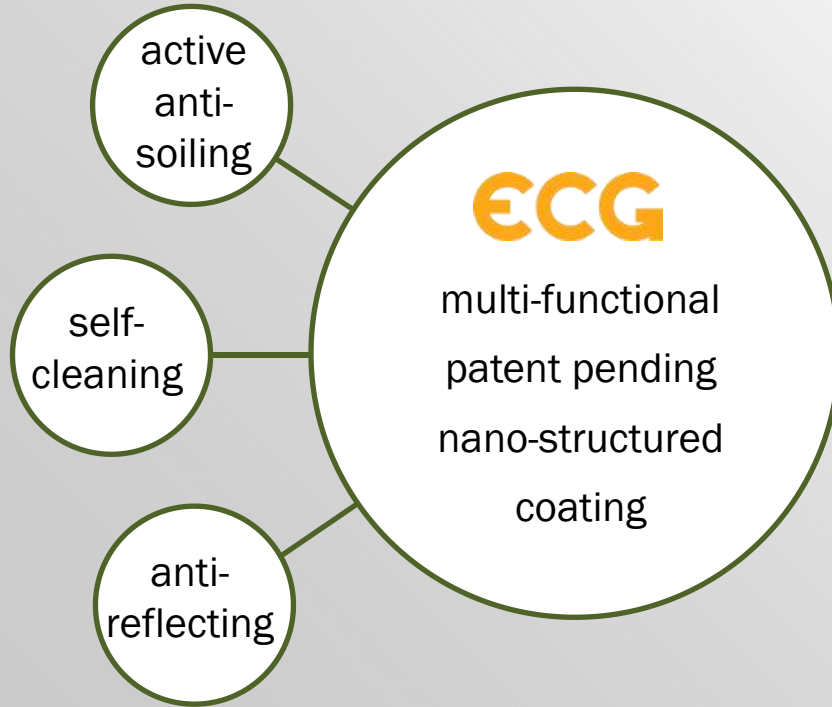 active
anti-
soiling
ECG
multi-functional
patent pending
nano-structured
coating
self-
cleaning
anti-
reflecting